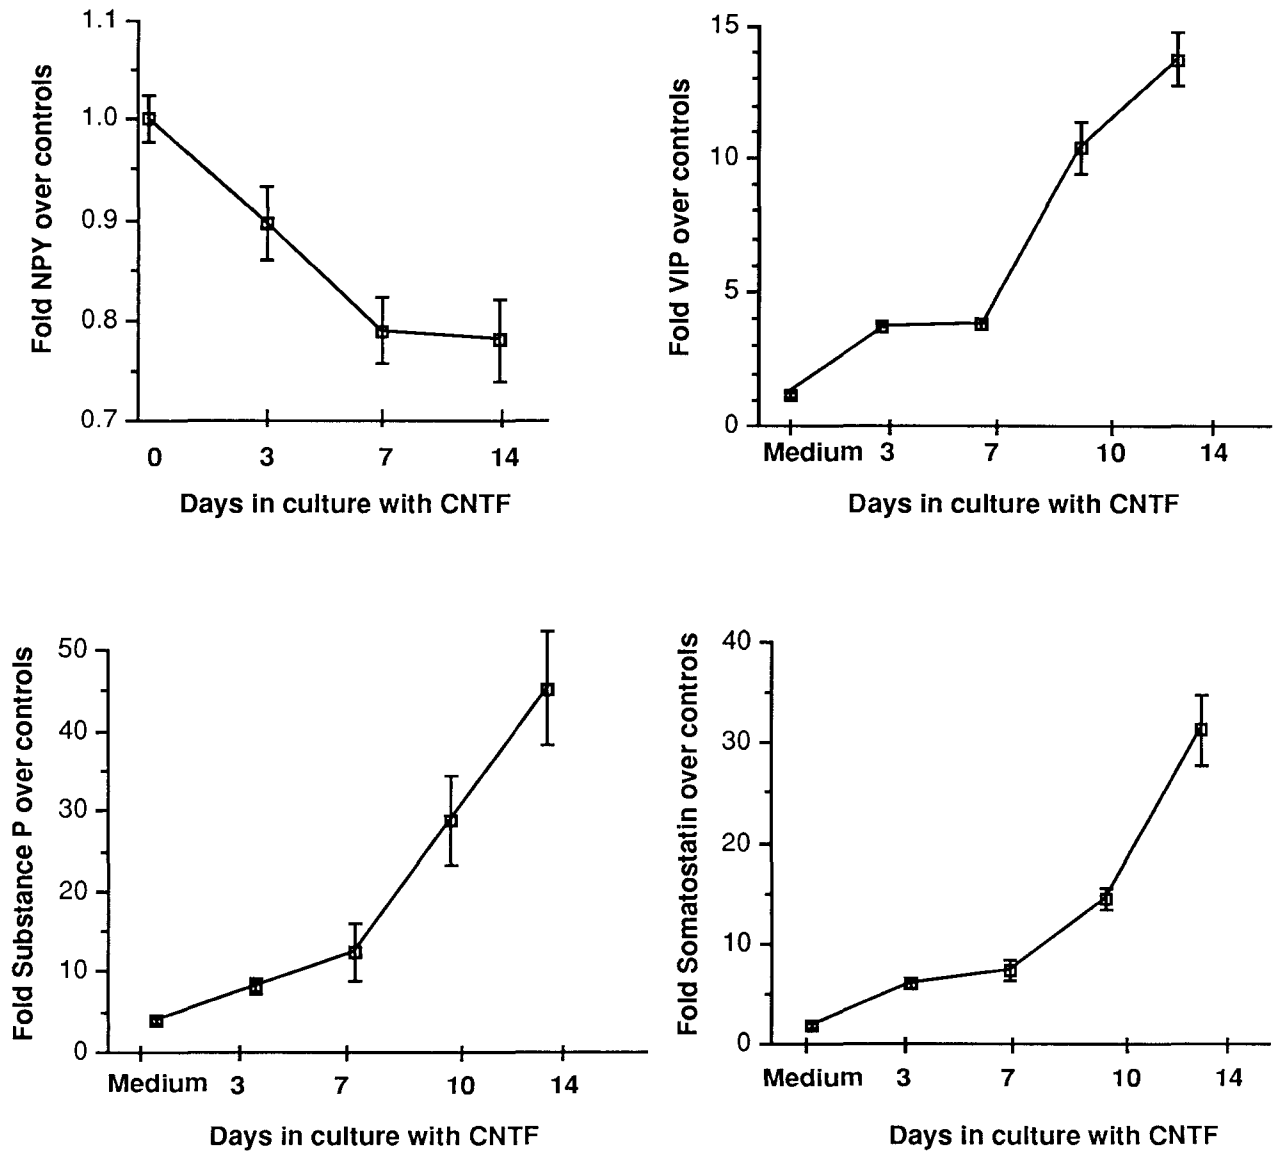 Fold NPY over controls
1.1
1.0
0.9
0.8
0.7
0 3 7 14
Days in culture with CNTF
Fold VIP over controls
15
10
5
0
Medium 3 7 10 14
Days in culture with CNTF
Fold Substance P over controls
50
40
30
20
10
0
Medium 3 7 10 14
Days in culture with CNTF
Fold Somatostatin over controls
40
30
20
10
0
Medium 3 7 10 14
Days in culture with CNTF